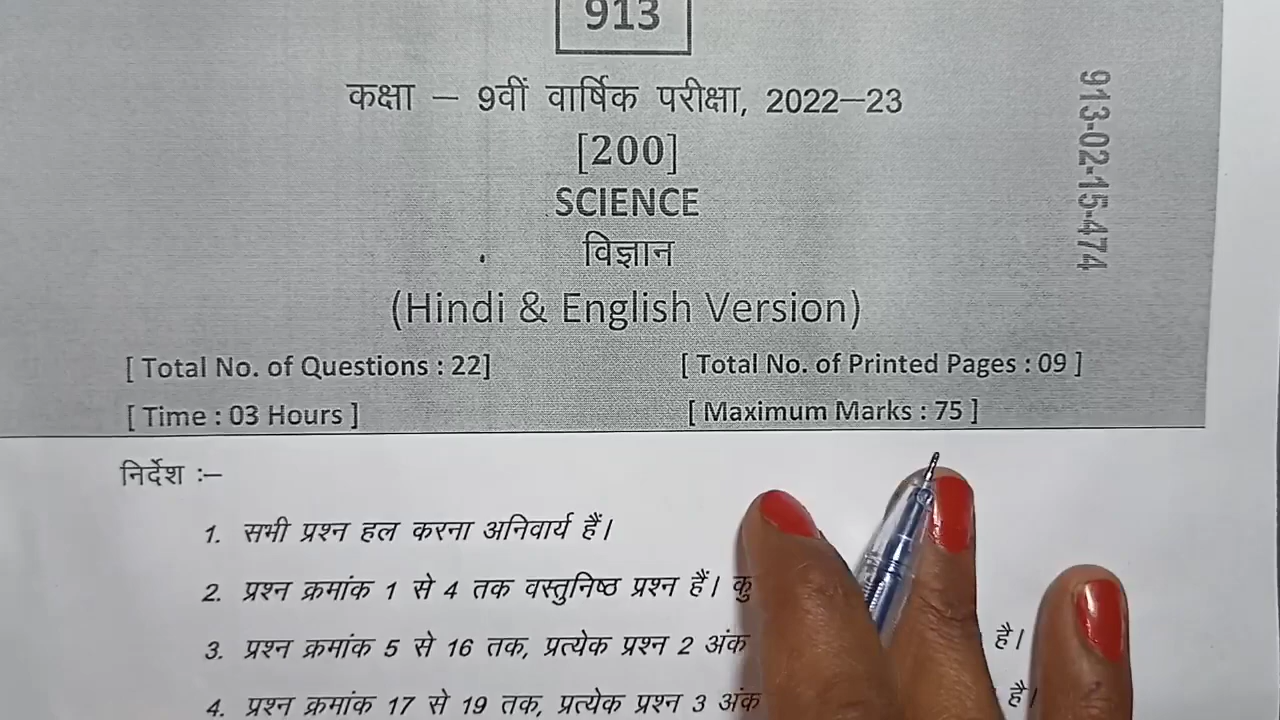 913
कक्षा – 9वीं वार्षिक परीक्षा, 2022–23
[200]
SCIENCE
विज्ञान
(Hindi & English Version)
[ Total No. of Questions : 22] [ Total No. of Printed Pages : 09 ]
[ Time : 03 Hours ] [ Maximum Marks : 75 ]
913-02-15-474
निर्देश :–
1. सभी प्रश्न हल करना अनिवार्य हैं।
2. प्रश्न क्रमांक 1 से 4 तक वस्तुनिष्ठ प्रश्न हैं।
3. प्रश्न क्रमांक 5 से 16 तक, प्रत्येक प्रश्न 2 अंक है।
4. प्रश्न क्रमांक 17 से 19 तक, प्रत्येक प्रश्न 3 अंक है।